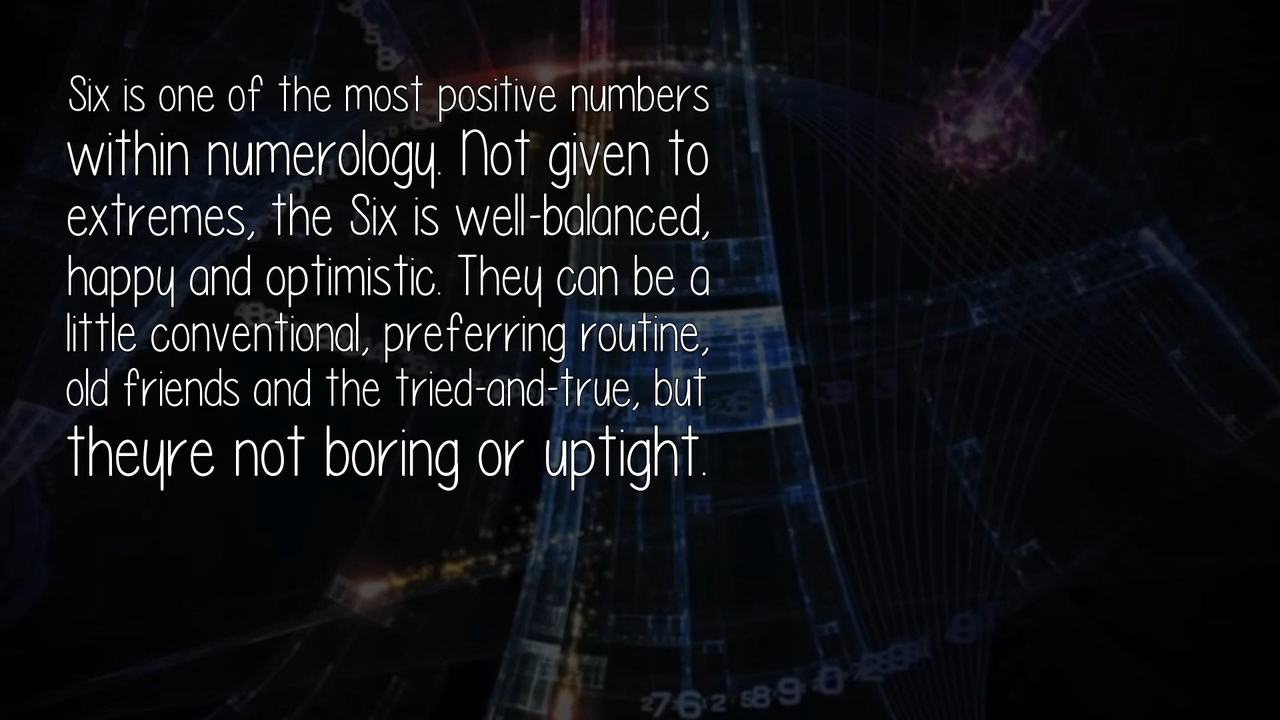 Six is one of the most positive numbers
within numerology. Not given to
extremes, the Six is well-balanced,
happy and optimistic. They can be a
little conventional, preferring routine,
old friends and the tried-and-true, but
theyre not boring or uptight.